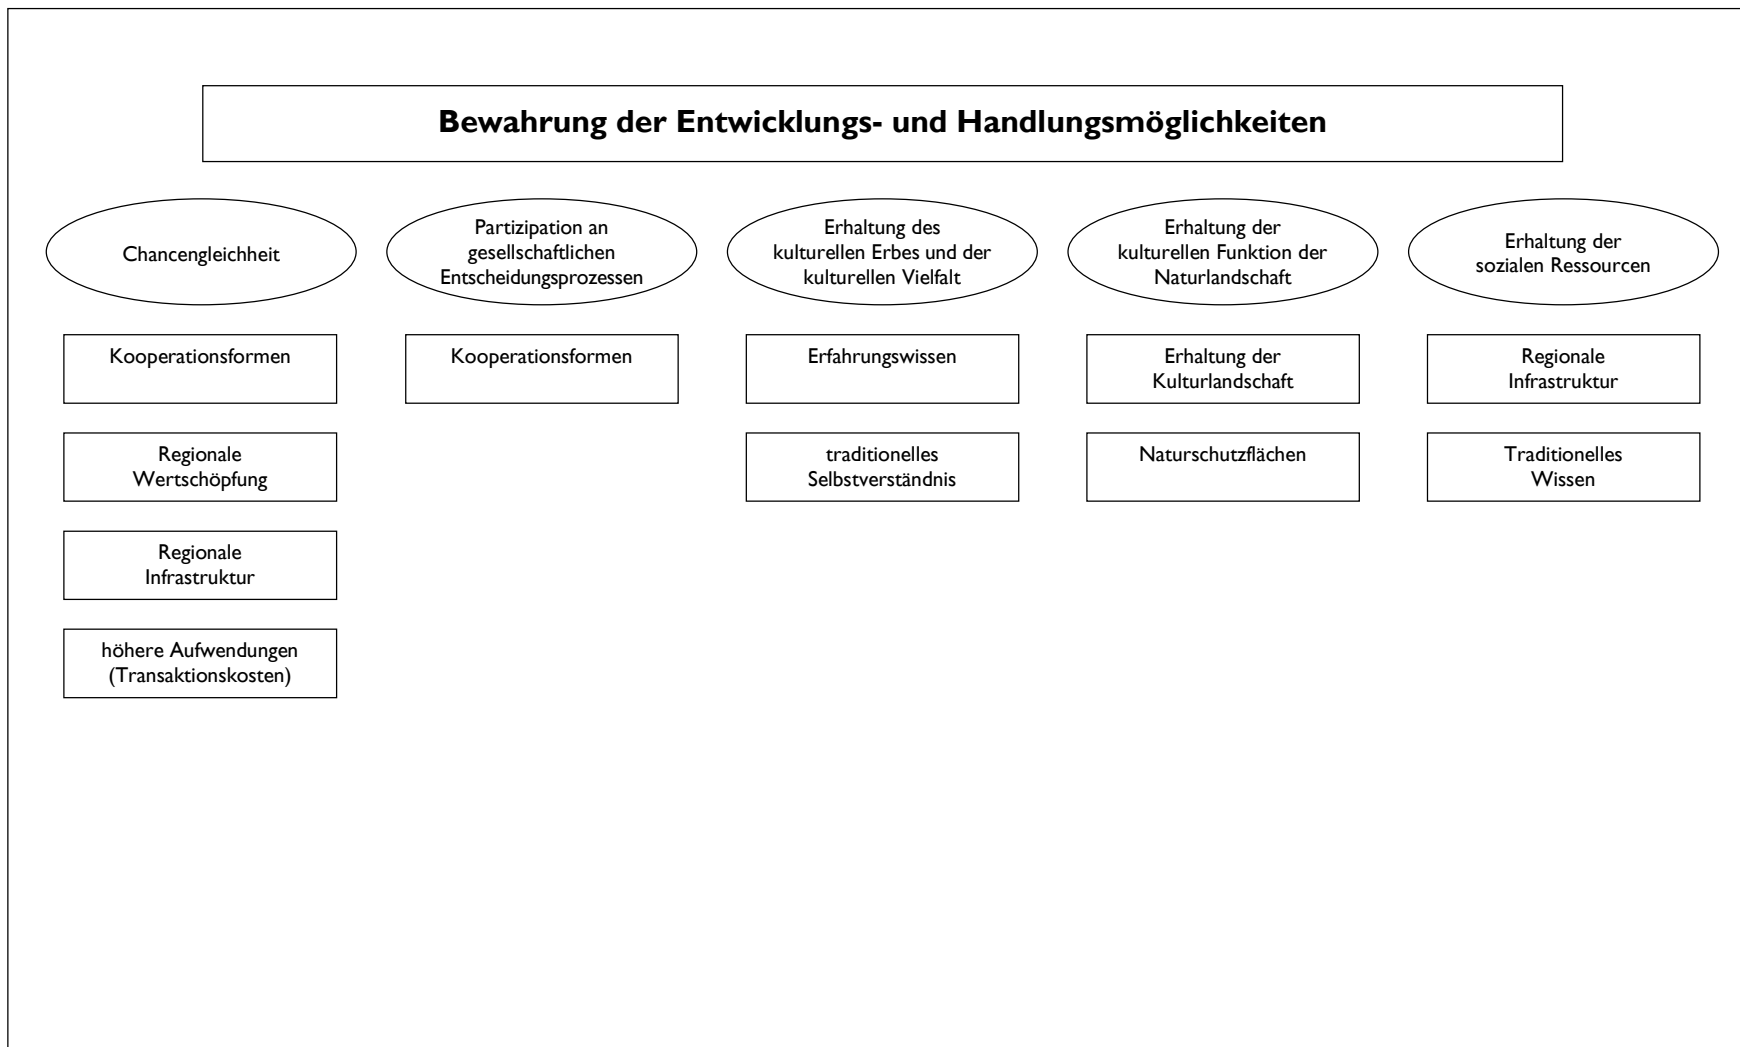 Bewahrung der Entwicklungs- und Handlungsmöglichkeiten
Chancengleichheit
Partizipation an
gesellschaftlichen
Entscheidungsprozessen
Erhaltung des
kulturellen Erbes und der
kulturellen Vielfalt
Erhaltung der
kulturellen Funktion der
Naturlandschaft
Erhaltung der
sozialen Ressourcen
Kooperationsformen
Regionale
Wertschöpfung
Regionale
Infrastruktur
höhere Aufwendungen
(Transaktionskosten)
Kooperationsformen
Erfahrungswissen
traditionelles
Selbstverständnis
Erhaltung der
Kulturlandschaft
Naturschutzflächen
Regionale
Infrastruktur
Traditionelles
Wissen